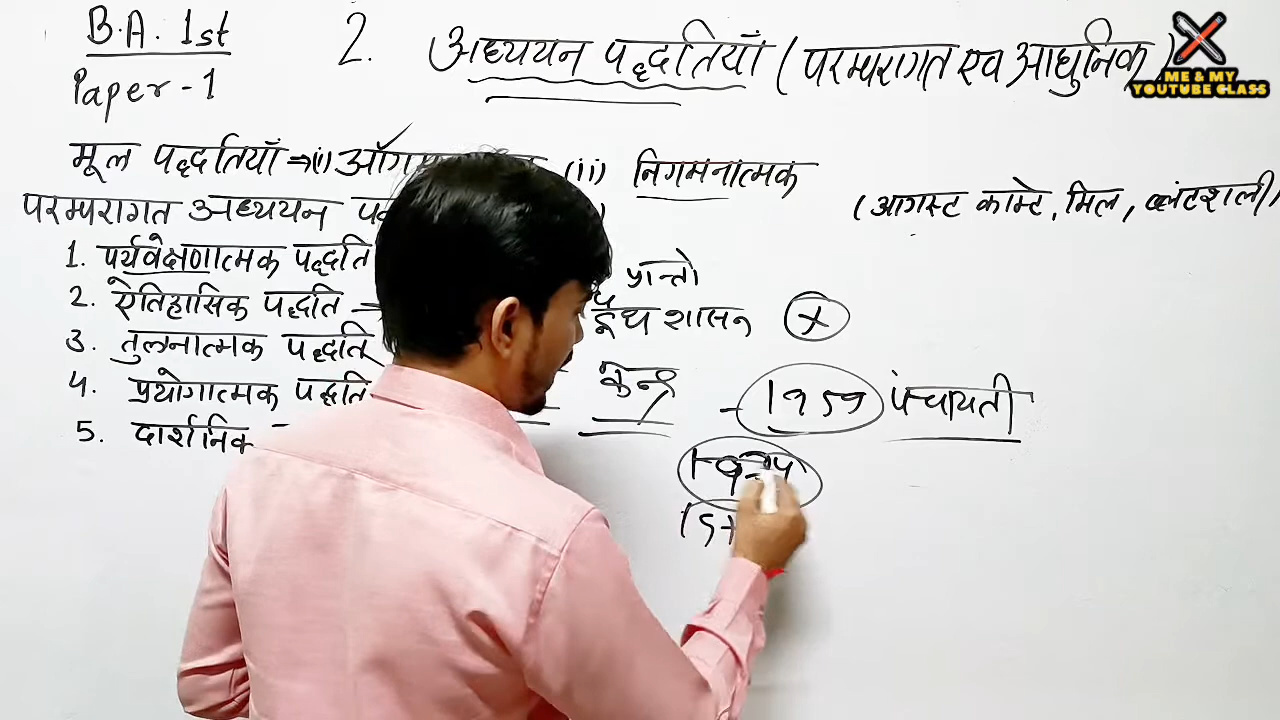 B.A. 1st
Paper-1
2. अध्ययन पद्धतियाँ (परम्परागत एव आधुनिक)
ME & MY
YOUTUBE CLASS
मूल पद्धतियाँ ⇒ (i) (ii) निगमनात्मक
परम्परागत अध्ययन
(आगस्ट काम्टे, मिल, ब्लंटशली)
1. पर्यवेक्षणात्मक पद्धति
प्रान्तो
2. ऐतिहासिक पद्धति
द्वैध शासन ×
3. तुलनात्मक पद्धति
4. प्रयोगात्मक पद्धति
केन्द्र - 1959 पंचायती
5. दार्शनिक